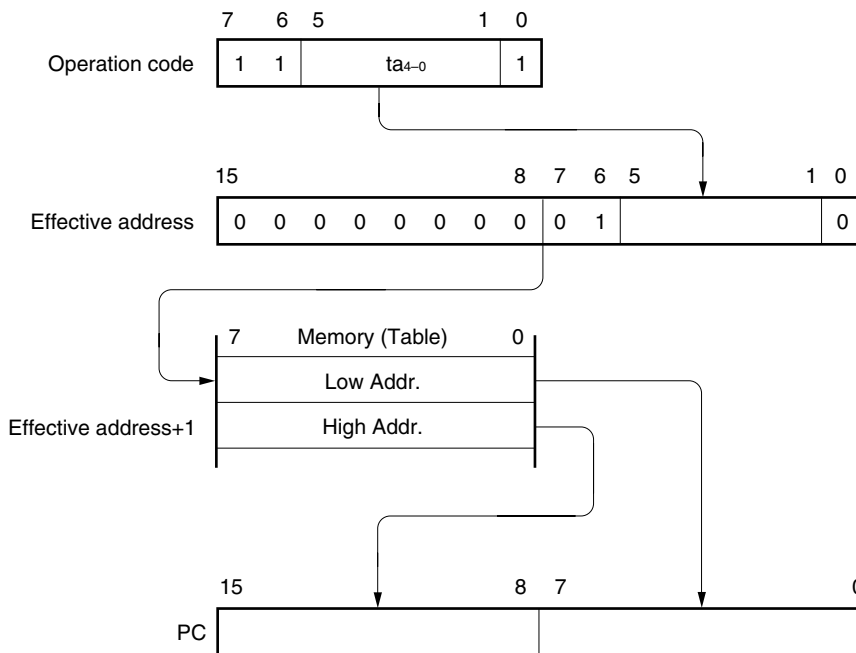 7 6 5 1 0
Operation code 1 1 ta4–0 1
15 8 7 6 5 1 0
Effective address 0 0 0 0 0 0 0 0 0 1 0
7 Memory (Table) 0
Low Addr.
Effective address+1 High Addr.
15 8 7 0
PC